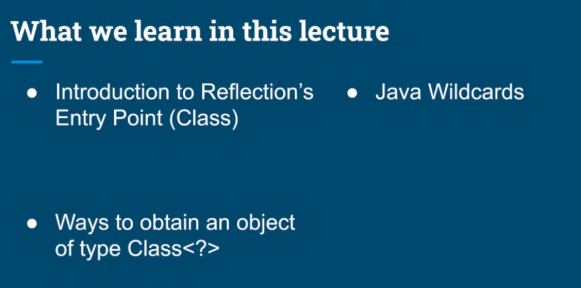 What we learn in this lecture
● Introduction to Reflection's
Entry Point (Class)
● Java Wildcards
● Ways to obtain an object
of type Class<?>